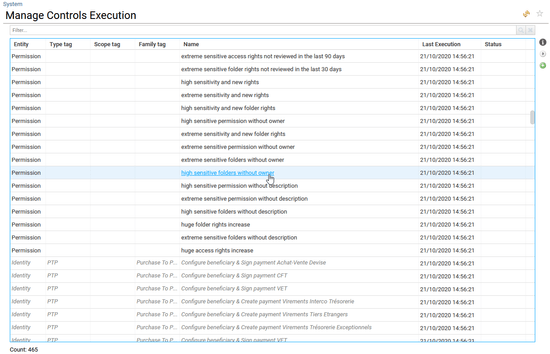 System
Manage Controls Execution
Filter...
Entity Type tag Scope tag Family tag Name Last Execution Status
Permission extreme sensitive access rights not reviewed in the last 90 days 21/10/2020 14:56:21
Permission extreme sensitive folder rights not reviewed in the last 30 days 21/10/2020 14:56:21
Permission high sensitivity and new rights 21/10/2020 14:56:21
Permission extreme sensitivity and new rights 21/10/2020 14:56:21
Permission high sensitivity and new folder rights 21/10/2020 14:56:21
Permission high sensitive permission without owner 21/10/2020 14:56:21
Permission extreme sensitivity and new folder rights 21/10/2020 14:56:21
Permission extreme sensitive permission without owner 21/10/2020 14:56:21
Permission extreme sensitive folders without owner 21/10/2020 14:56:21
Permission high sensitive folders without owner 21/10/2020 14:56:21
Permission high sensitive permission without description 21/10/2020 14:56:21
Permission extreme sensitive permission without description 21/10/2020 14:56:21
Permission high sensitive folders without description 21/10/2020 14:56:21
Permission huge folder rights increase 21/10/2020 14:56:21
Permission extreme sensitive folders without description 21/10/2020 14:56:21
Permission huge access rights increase 21/10/2020 14:56:21
Identity PTP Purchase To P... Configure beneficiary & Sign payment Achat-Vente Devise 21/10/2020 14:56:21
Identity PTP Purchase To P... Configure beneficiary & Sign payment CFT 21/10/2020 14:56:21
Identity PTP Purchase To P... Configure beneficiary & Sign payment VET 21/10/2020 14:56:21
Identity PTP Purchase To P... Configure beneficiary & Create payment Virements Interco Trésorerie 21/10/2020 14:56:21
Identity PTP Purchase To P... Configure beneficiary & Create payment Virements Tiers Etrangers 21/10/2020 14:56:21
Identity PTP Purchase To P... Configure beneficiary & Create payment Virements Trésorerie Exceptionnels 21/10/2020 14:56:21
Identity PTP Purchase To P... Configure beneficiary & Sign payment VET 21/10/2020 14:56:21
Count: 465